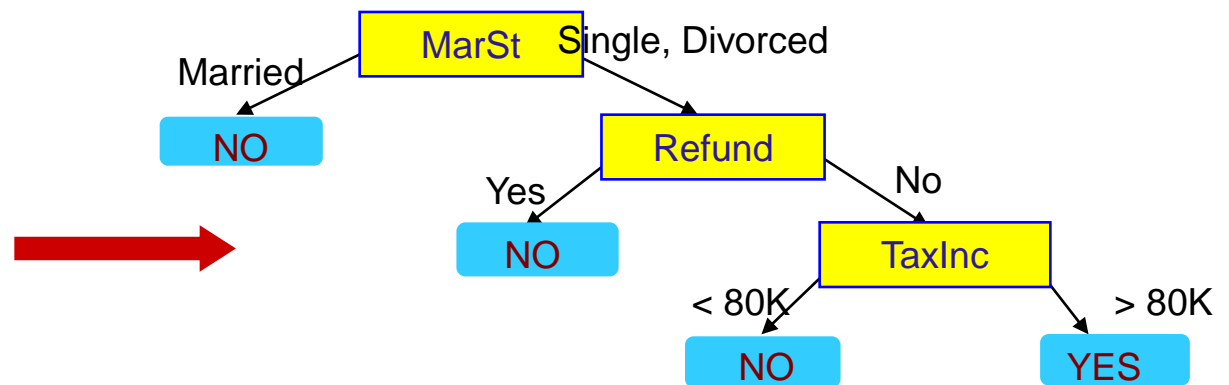 MarSt
Single, Divorced
Married
NO
Refund
Yes
No
NO
TaxInc
< 80K
> 80K
NO
YES